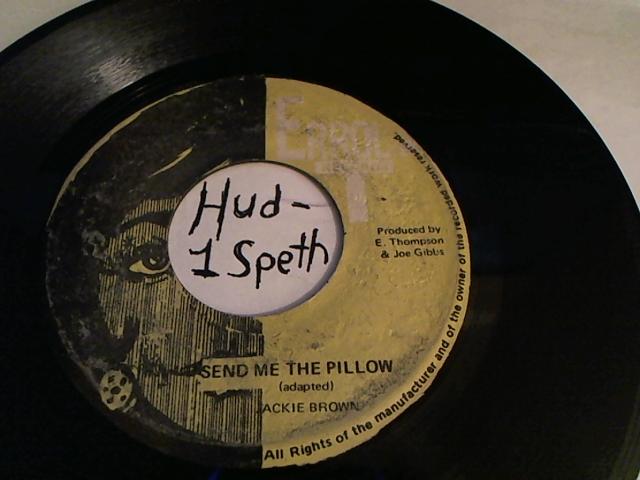 Hud-
1 Speth
ERROL
Produced by
E. Thompson
& Joe Gibbs
SEND ME THE PILLOW
(adapted)
ACKIE BROWN
All Rights of the manufacturer and of the owner of the recorded work reserved.